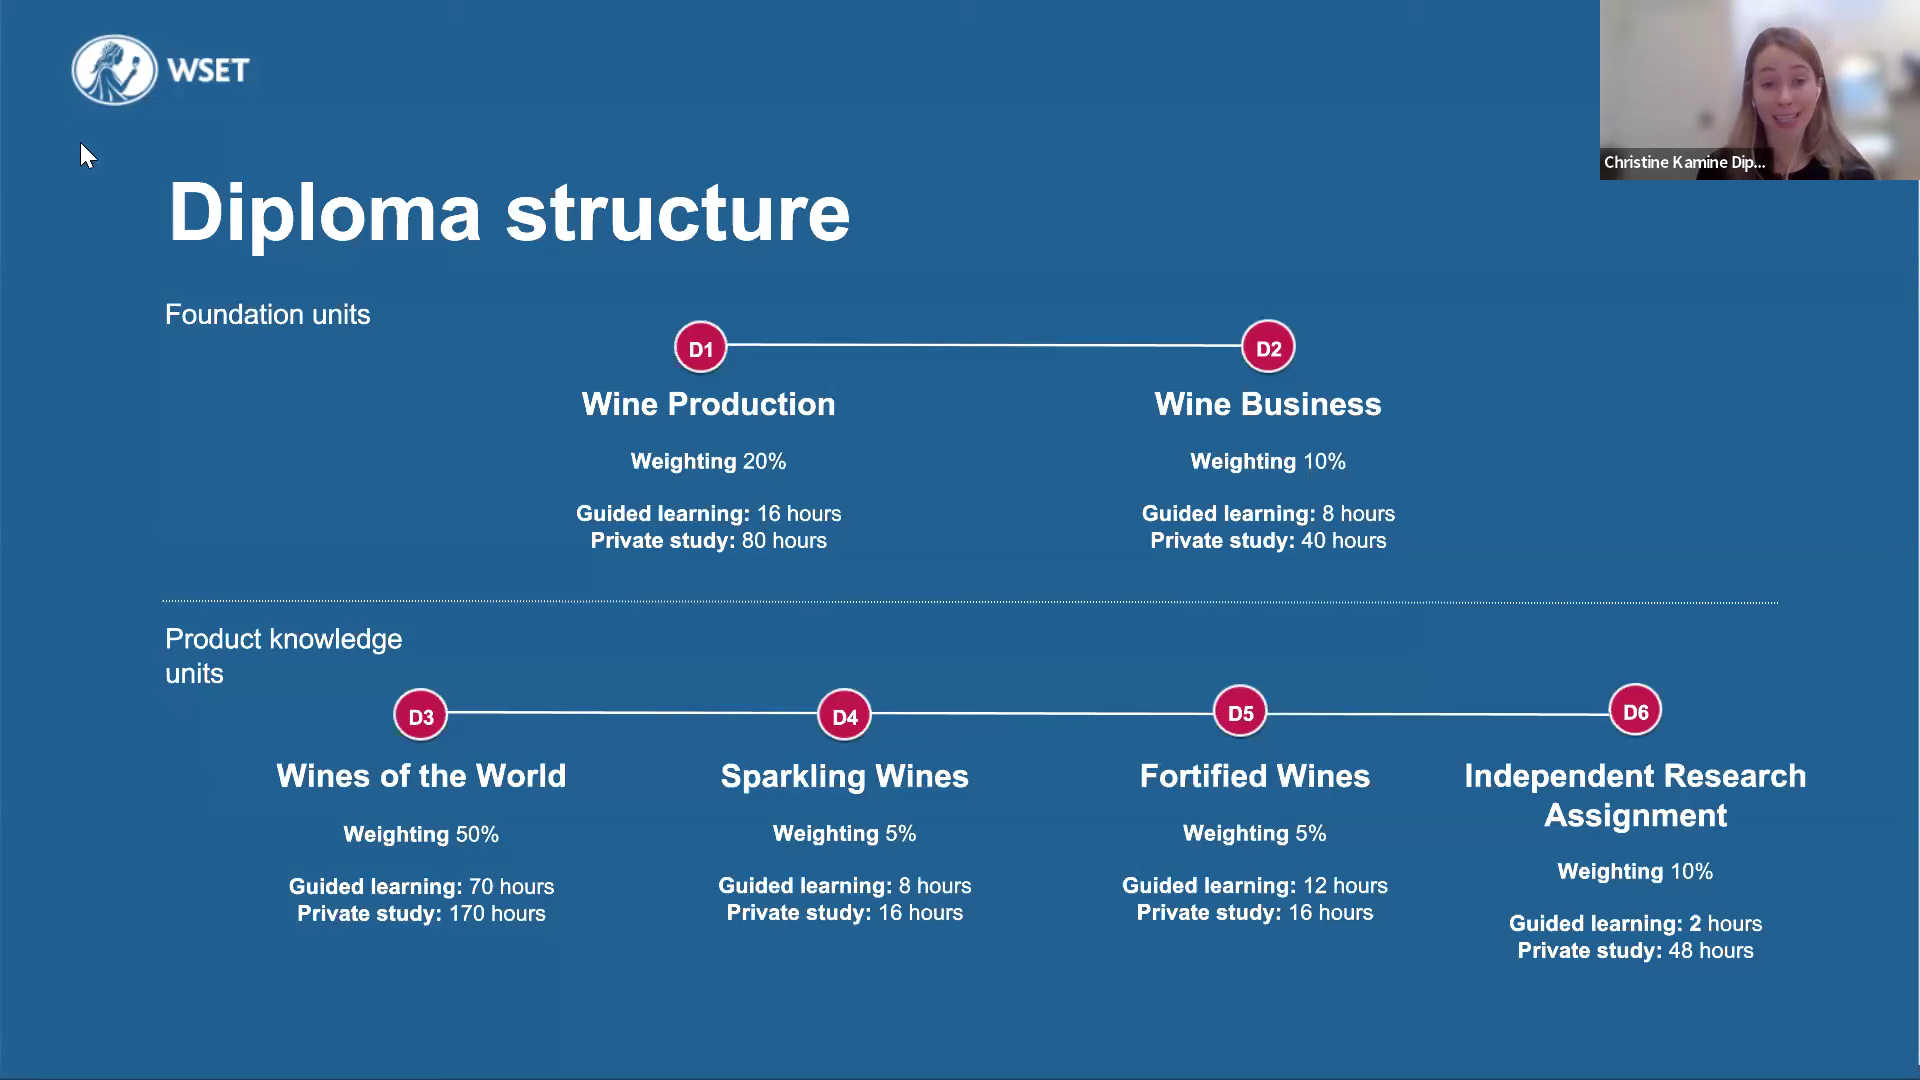 WSET
Christine Kamine Dip...
Diploma structure
Foundation units
D1
D2
Wine Production
Wine Business
Weighting 20%
Weighting 10%
Guided learning: 16 hours
Private study: 80 hours
Guided learning: 8 hours
Private study: 40 hours
Product knowledge
units
D3
D4
D5
D6
Wines of the World
Sparkling Wines
Fortified Wines
Independent Research
Assignment
Weighting 50%
Weighting 5%
Weighting 5%
Weighting 10%
Guided learning: 70 hours
Private study: 170 hours
Guided learning: 8 hours
Private study: 16 hours
Guided learning: 12 hours
Private study: 16 hours
Guided learning: 2 hours
Private study: 48 hours